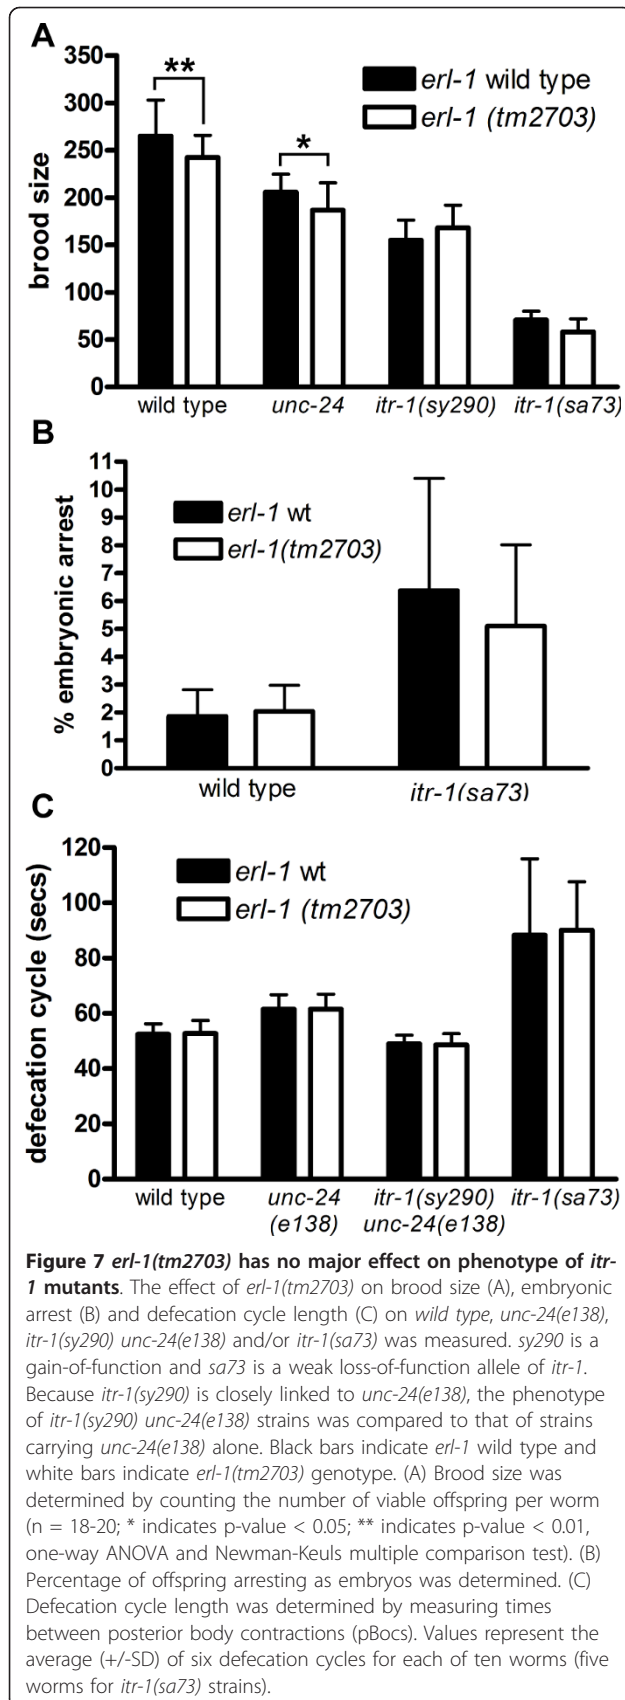 A
350
300
250
200
150
100
50
0
brood size
**
*
erl-1 wild type
erl-1 (tm2703)
wild type
unc-24
itr-1(sy290)
itr-1(sa73)
B
11
10
9
8
7
6
5
4
3
2
1
0
% embryonic arrest
erl-1 wt
erl-1(tm2703)
wild type
itr-1(sa73)
C
120
100
80
60
40
20
0
defecation cycle (secs)
erl-1 wt
erl-1 (tm2703)
wild type
unc-24
(e138)
itr-1(sy290)
unc-24(e138)
itr-1(sa73)
Figure 7 erl-1(tm2703) has no major effect on phenotype of itr-
1 mutants. The effect of erl-1(tm2703) on brood size (A), embryonic
arrest (B) and defecation cycle length (C) on wild type, unc-24(e138),
itr-1(sy290) unc-24(e138) and/or itr-1(sa73) was measured. sy290 is a
gain-of-function and sa73 is a weak loss-of-function allele of itr-1.
Because itr-1(sy290) is closely linked to unc-24(e138), the phenotype
of itr-1(sy290) unc-24(e138) strains was compared to that of strains
carrying unc-24(e138) alone. Black bars indicate erl-1 wild type and
white bars indicate erl-1(tm2703) genotype. (A) Brood size was
determined by counting the number of viable offspring per worm
(n = 18-20; * indicates p-value < 0.05; ** indicates p-value < 0.01,
one-way ANOVA and Newman-Keuls multiple comparison test). (B)
Percentage of offspring arresting as embryos was determined. (C)
Defecation cycle length was determined by measuring times
between posterior body contractions (pBocs). Values represent the
average (+/-SD) of six defecation cycles for each of ten worms (five
worms for itr-1(sa73) strains).